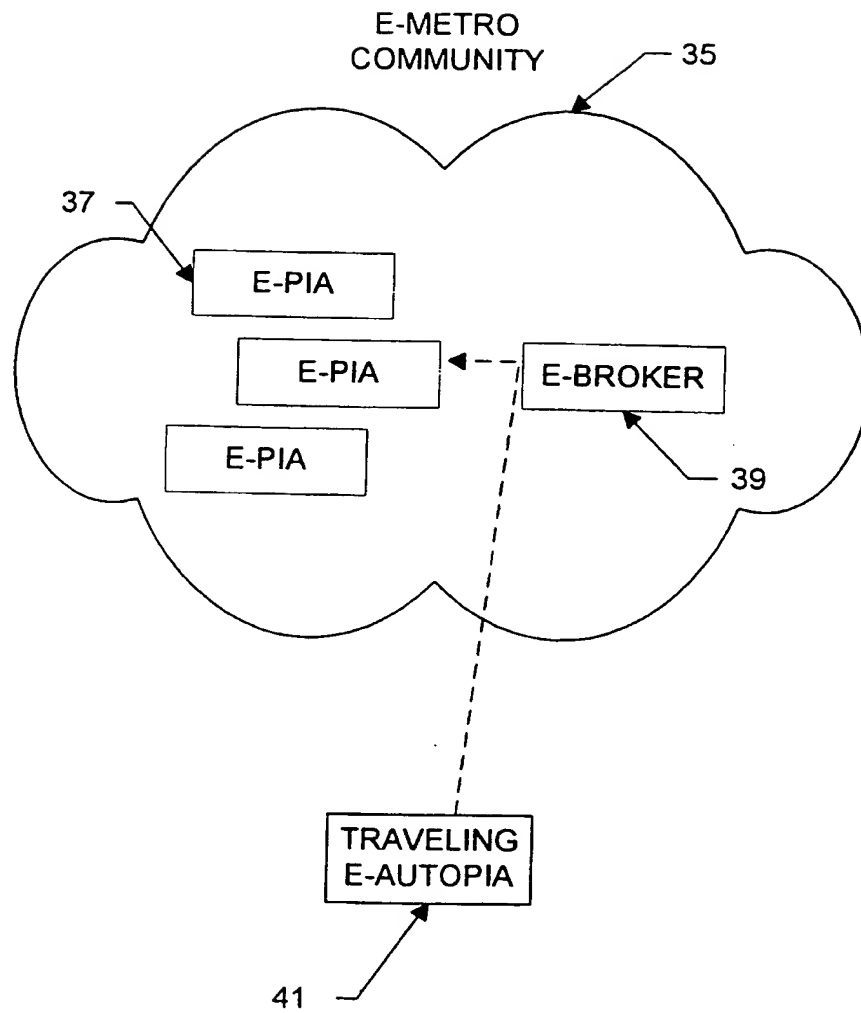 E-METRO
COMMUNITY
35
37
E-PIA
E-PIA
E-BROKER
E-PIA
39
TRAVELING
E-AUTOPIA
41